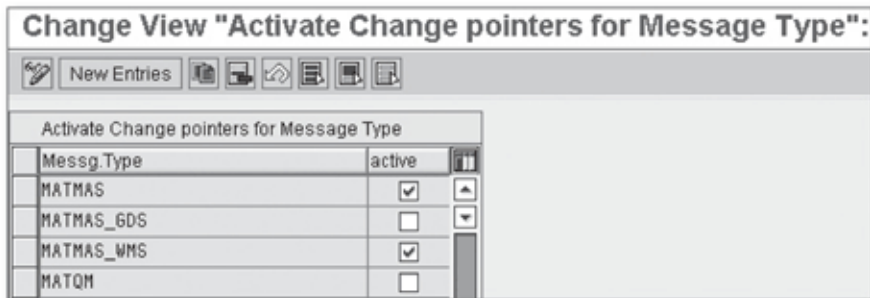 Change View "Activate Change pointers for Message Type":
New Entries
Activate Change pointers for Message Type
Messg.Type active
MATMAS
MATMAS_GDS
MATMAS_WMS
MATQM